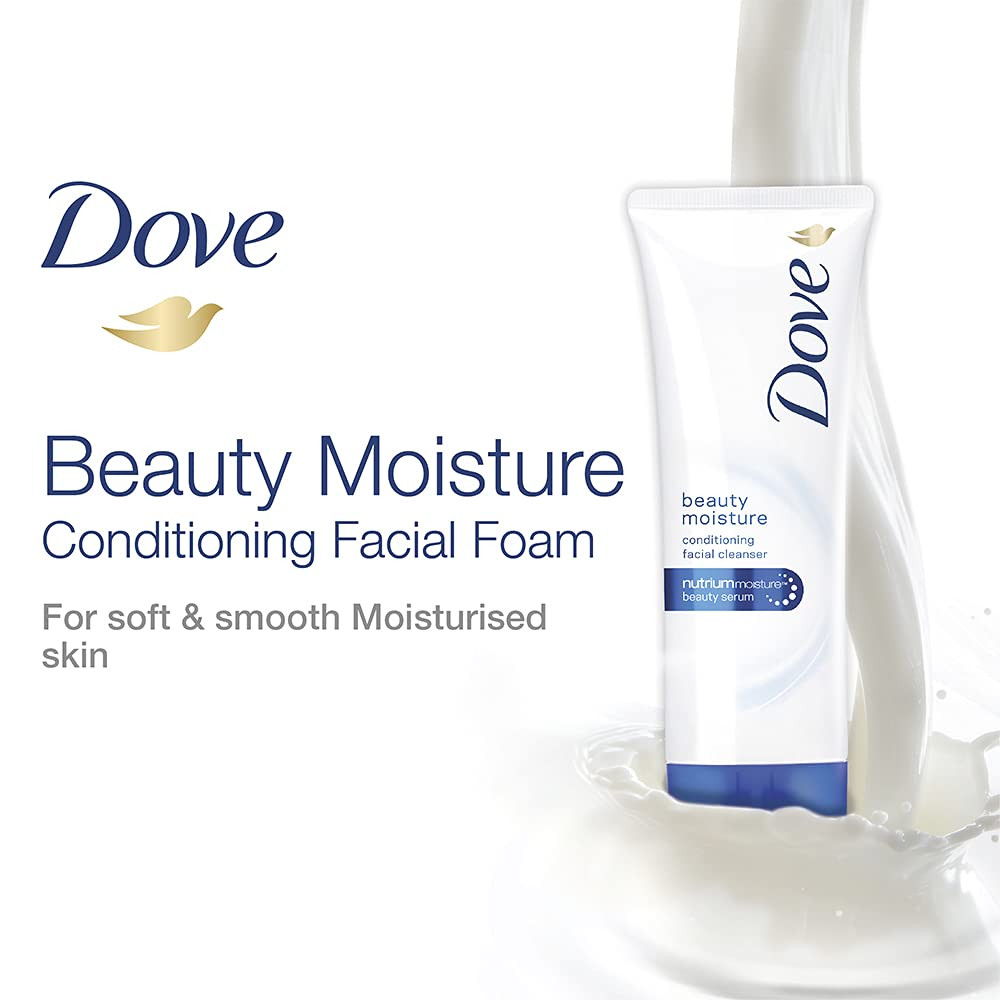 Dove
Beauty Moisture
Conditioning Facial Foam
For soft & smooth Moisturised
skin
Dove
beauty
moisture
conditioning
facial cleanser
nutriummoisture™
beauty serum